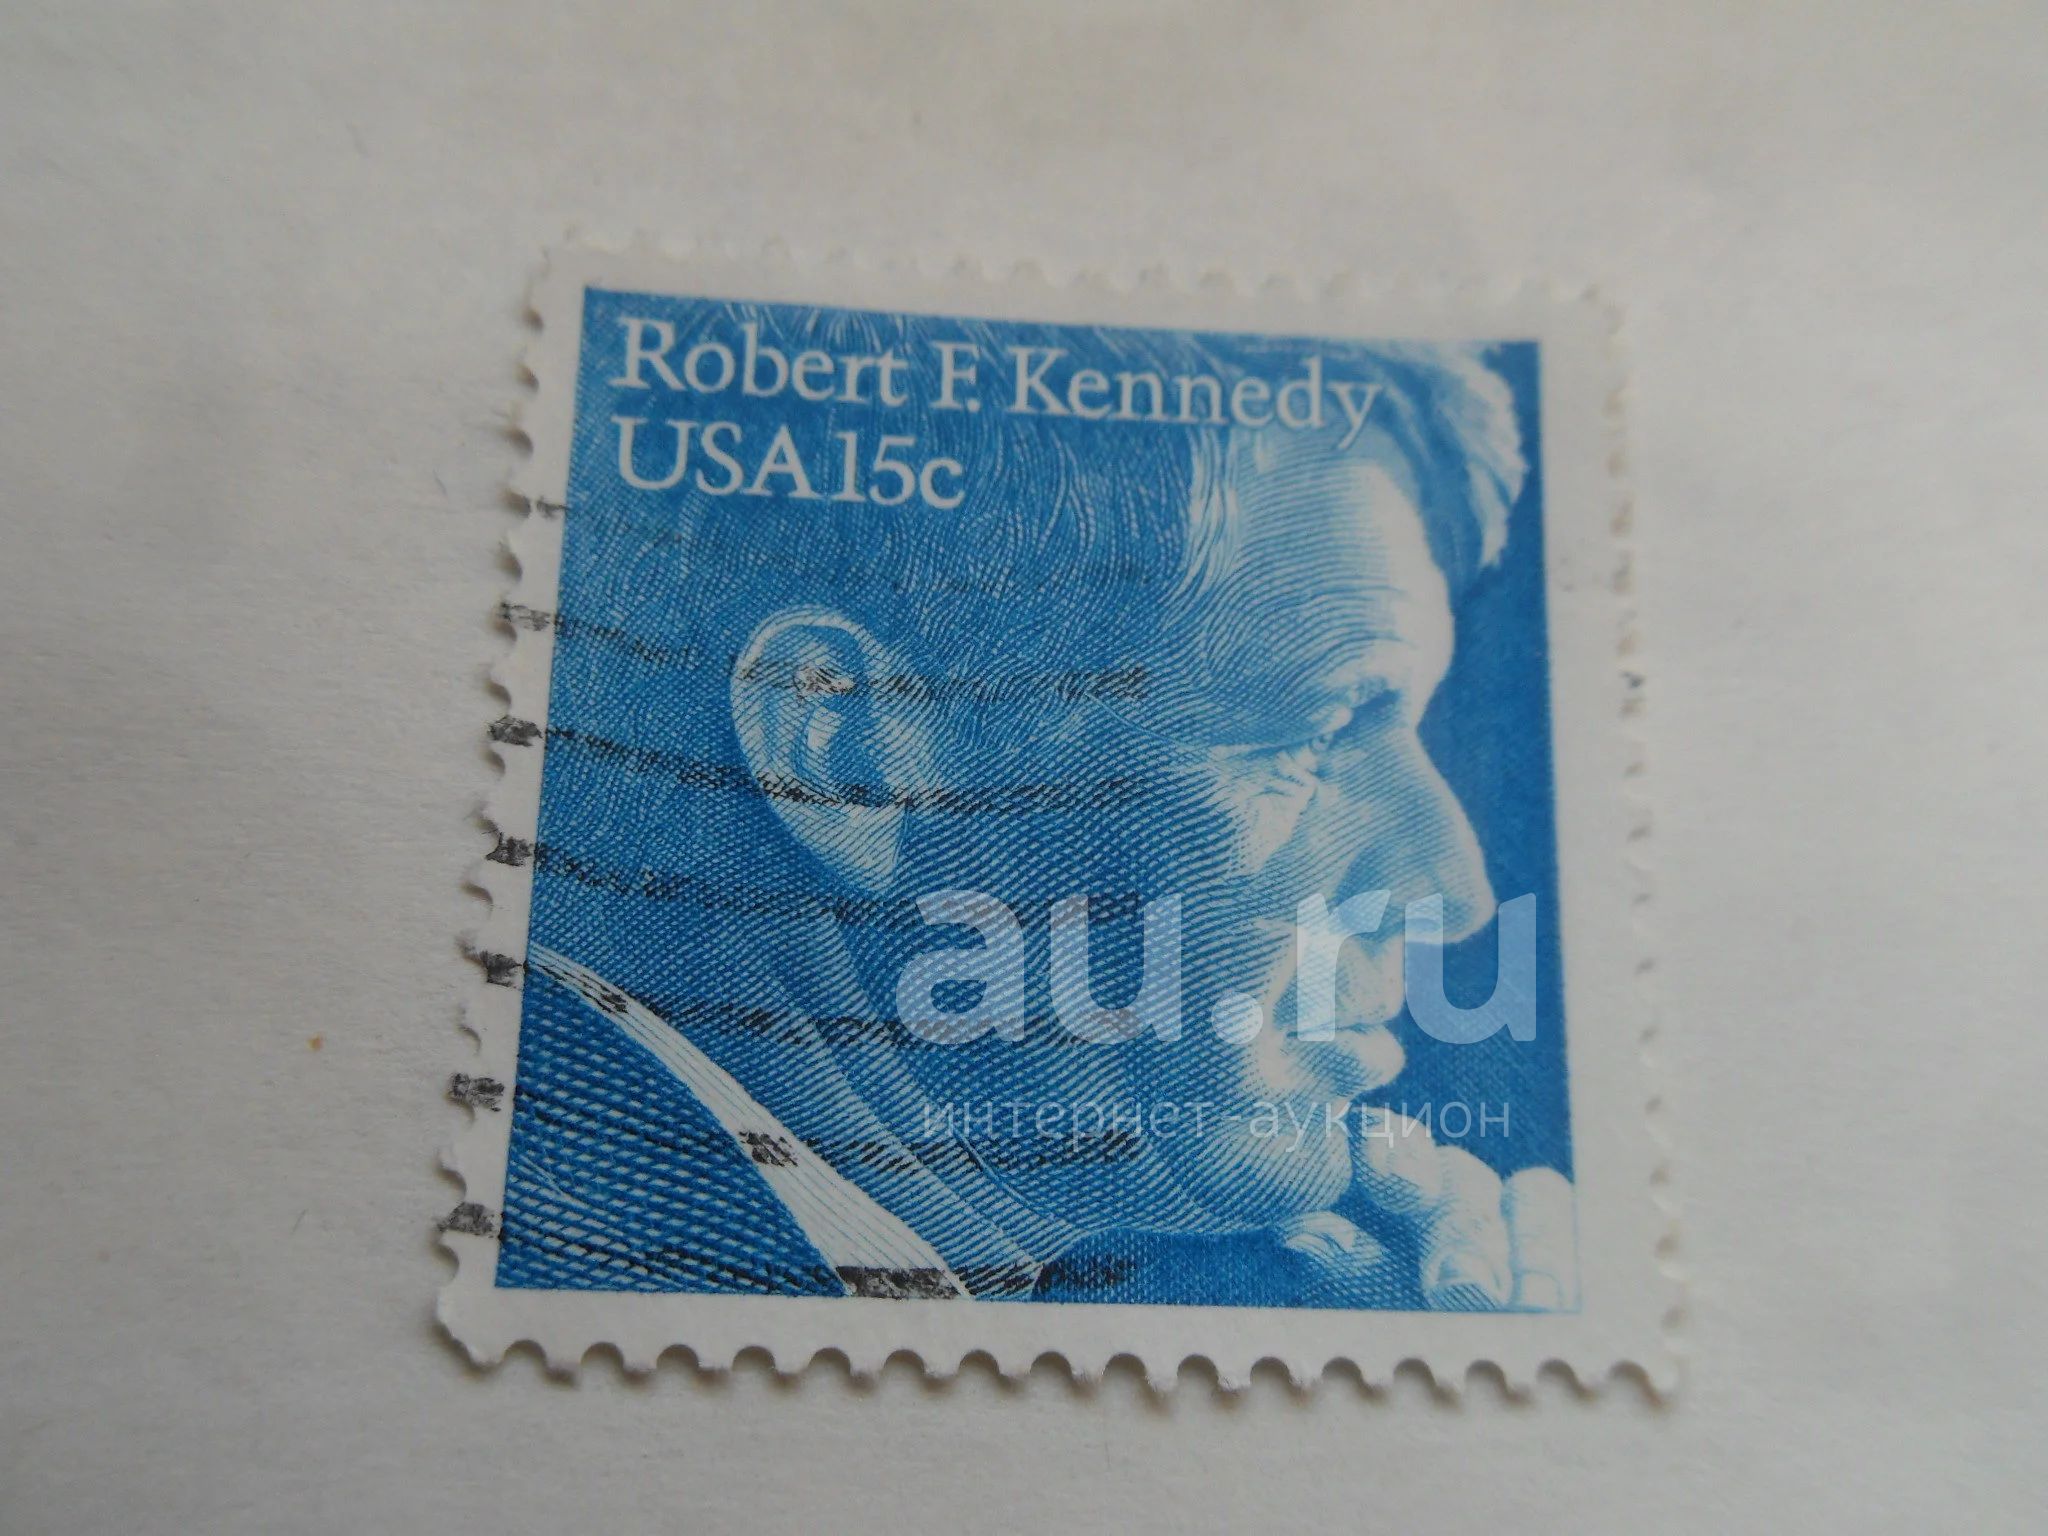 Robert F. Kennedy
USA 15c
au.ru
интернет-аукцион